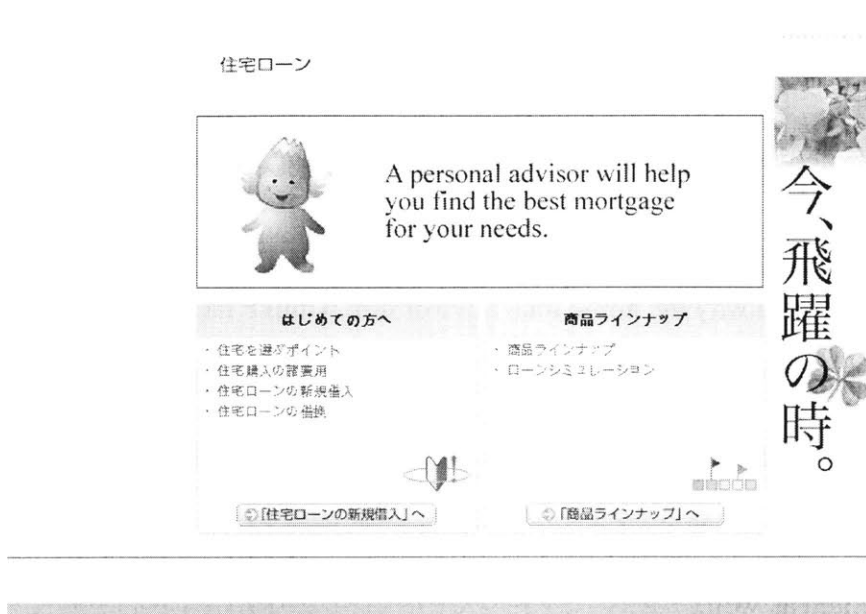 住宅ローン
A personal advisor will help
you find the best mortgage
for your needs.
はじめての方へ
・住宅を選ぶポイント
・住宅購入の諸費用
・住宅ローンの新規借入
・住宅ローンの借換
「住宅ローンの新規借入」へ
商品ラインナップ
・商品ラインナップ
・ローンシミュレーション
「商品ラインナップ」へ
今、飛躍の時。